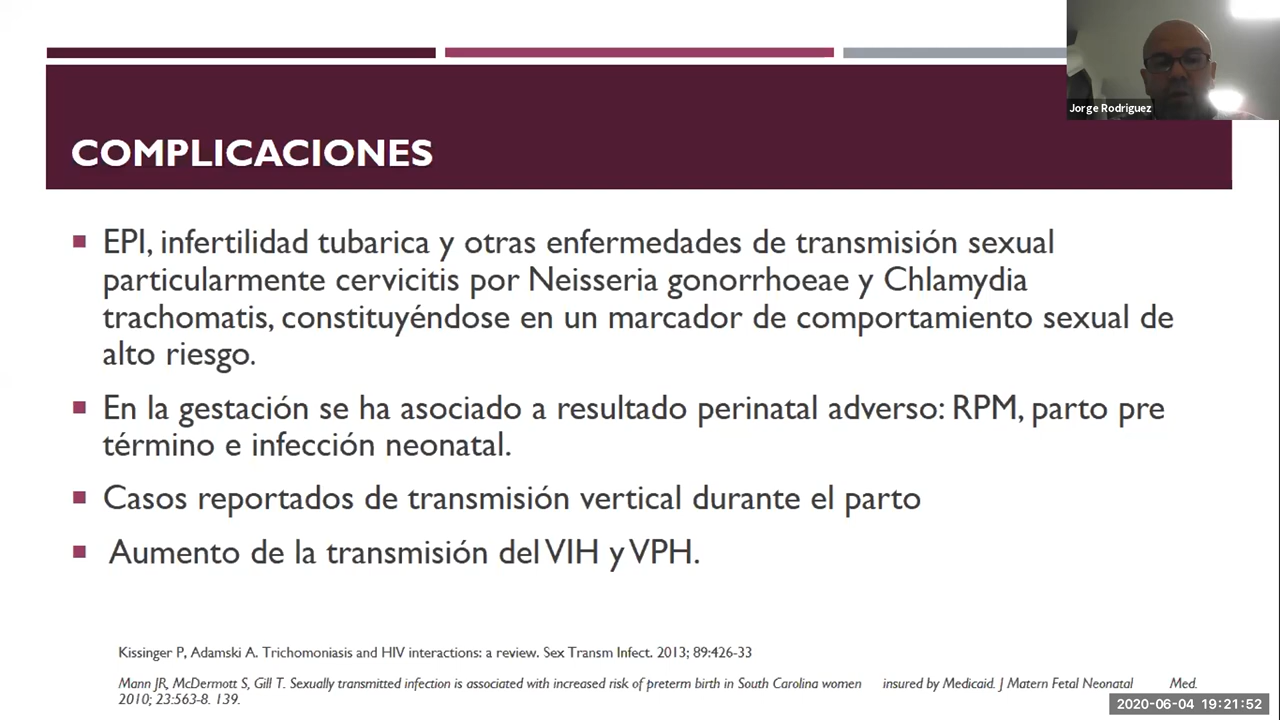 Jorge Rodriguez
COMPLICACIONES
EPI, infertilidad tubarica y otras enfermedades de transmisión sexual
particularmente cervicitis por Neisseria gonorrhoeae y Chlamydia
trachomatis, constituyéndose en un marcador de comportamiento sexual de
alto riesgo.
En la gestación se ha asociado a resultado perinatal adverso: RPM, parto pre
término e infección neonatal.
Casos reportados de transmisión vertical durante el parto
Aumento de la transmisión del VIH y VPH.
Kissinger P, Adamski A. Trichomoniasis and HIV interactions: a review. Sex Transm Infect. 2013; 89:426-33
Mann JR, McDermott S, Gill T. Sexually transmitted infection is associated with increased risk of preterm birth in South Carolina women insured by Medicaid. J Matern Fetal Neonatal Med.
2010; 23:563-8. 139.
2020-06-04 19:21:52